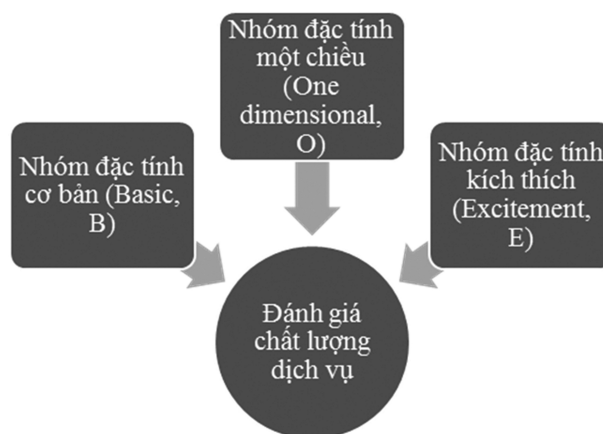 Nhóm đặc tính
một chiều
(One
dimensional,
O)
Nhóm đặc tính
cơ bản (Basic,
B)
Nhóm đặc tính
kích thích
(Excitement,
E)
Đánh giá
chất lượng
dịch vụ